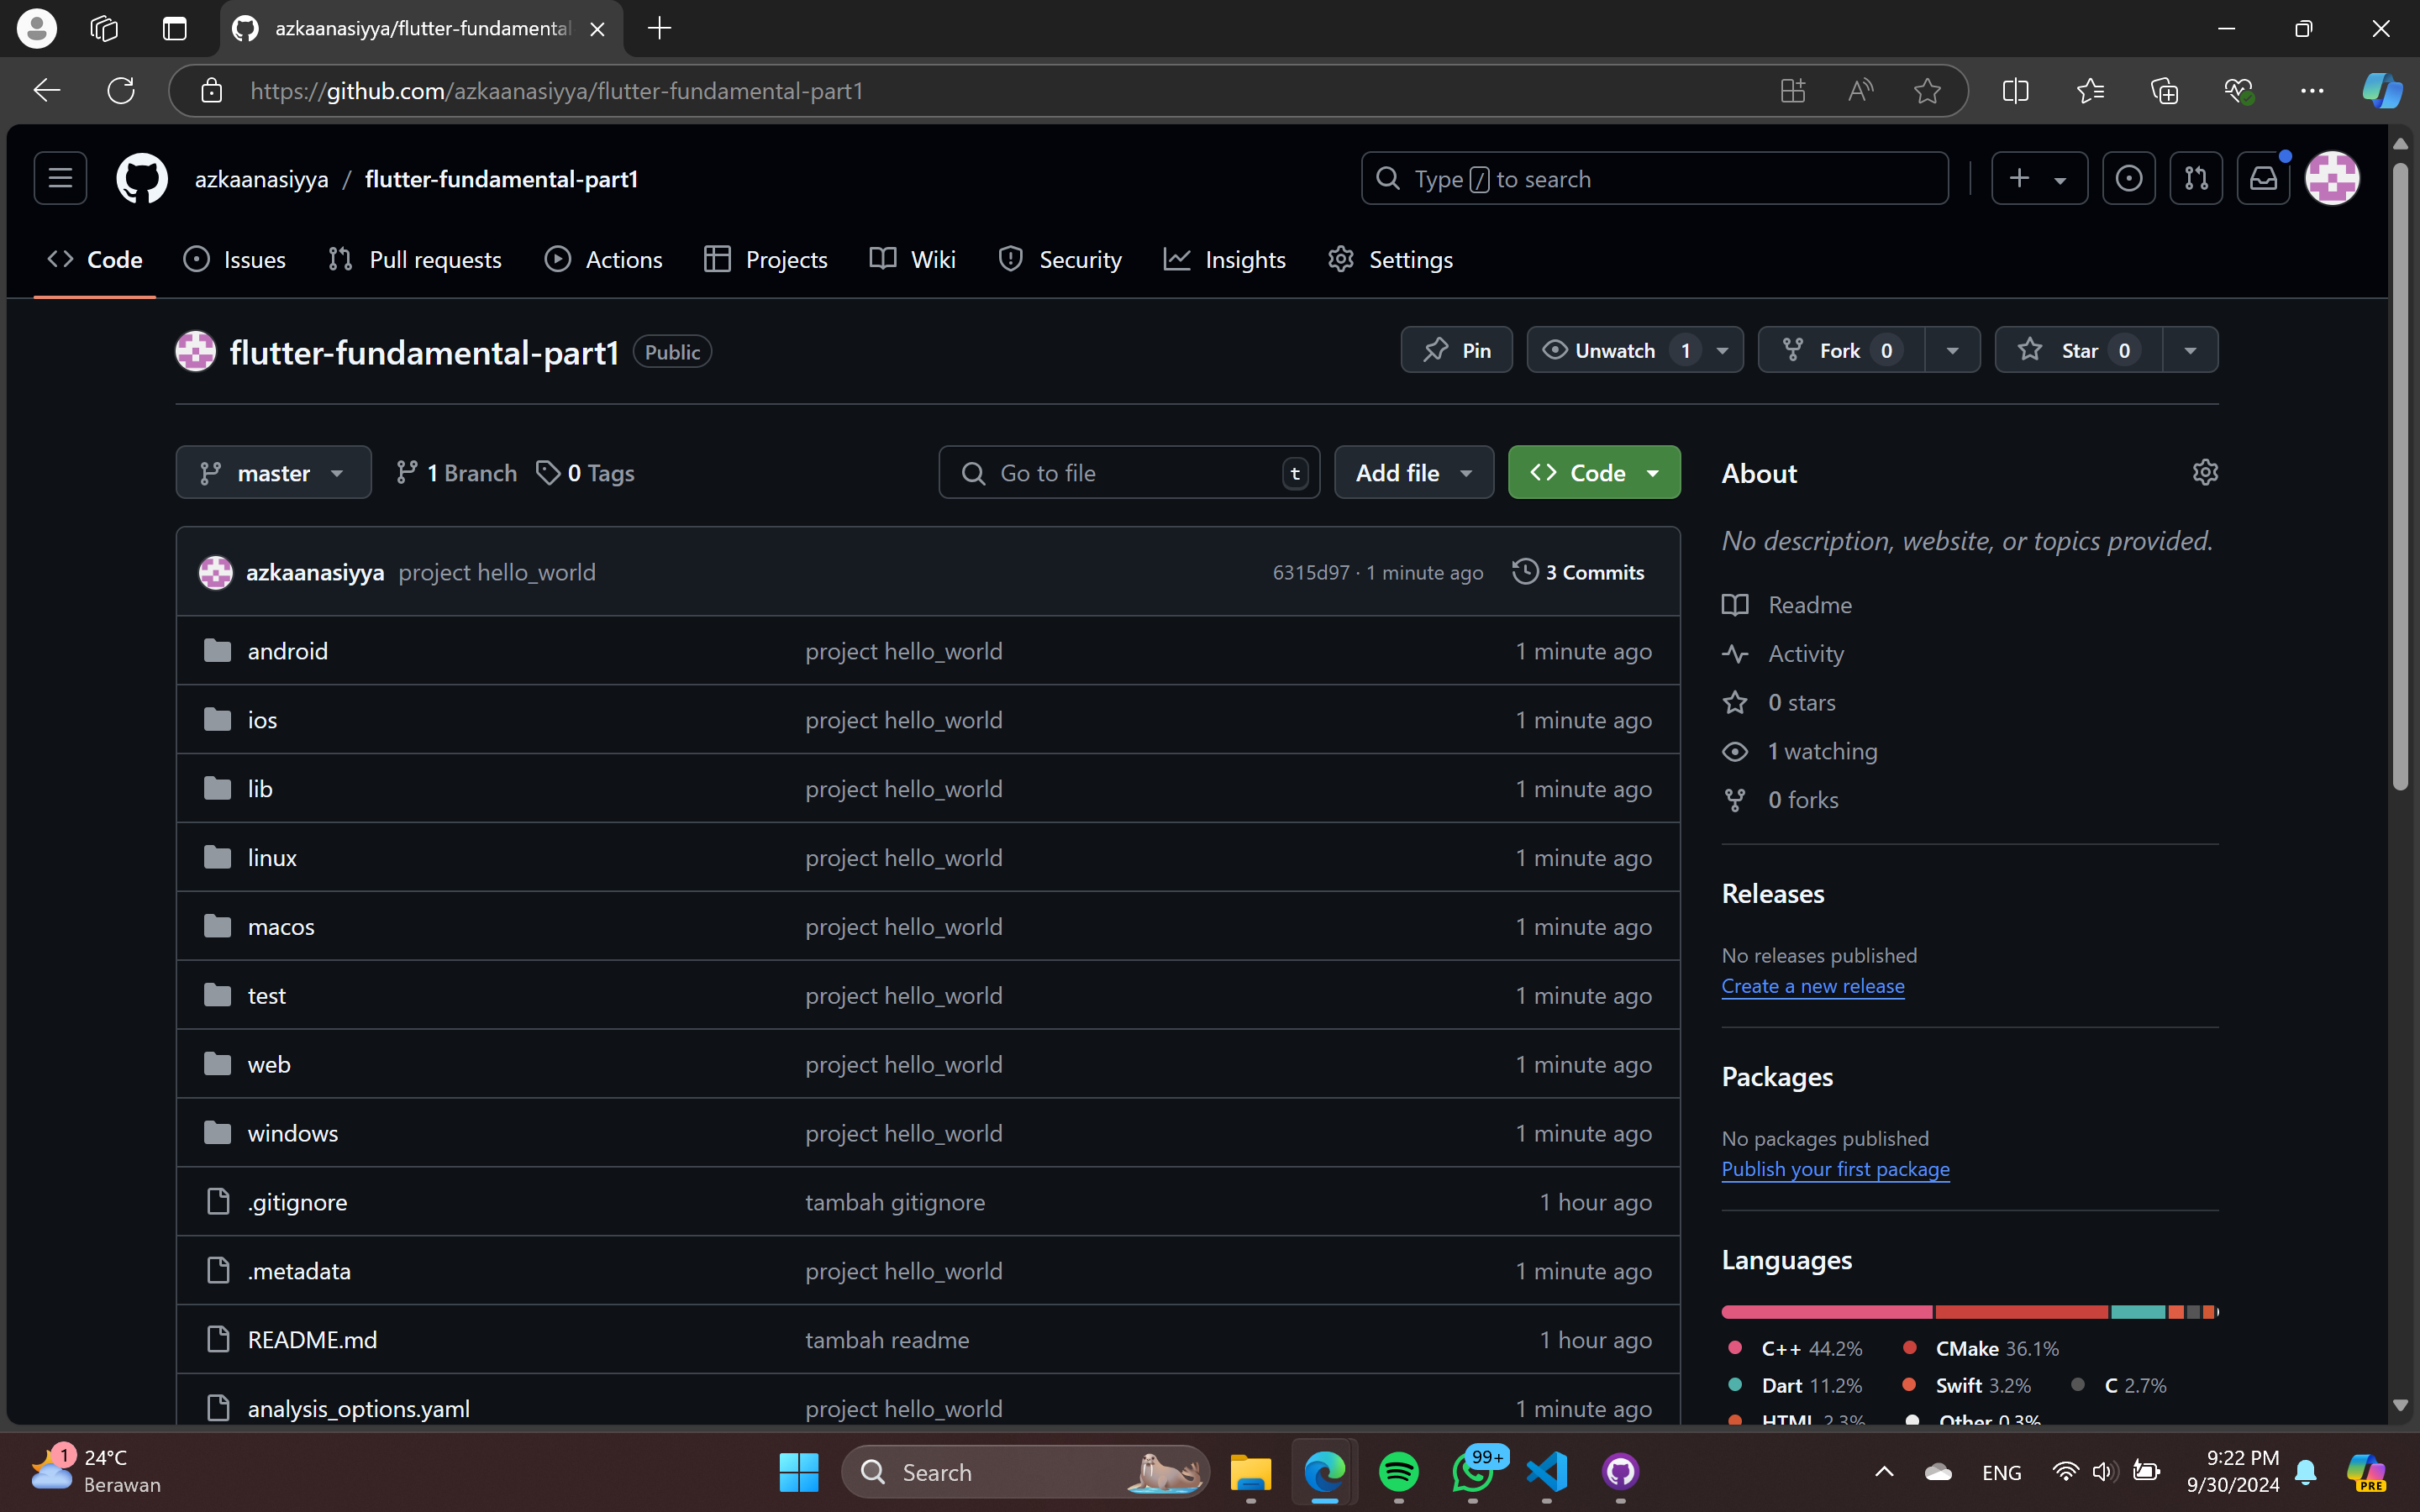 azkaanasiyya/flutter-fundamental
https://github.com/azkaanasiyya/flutter-fundamental-part1
azkaanasiyya / flutter-fundamental-part1
Type / to search
Code Issues Pull requests Actions Projects Wiki Security Insights Settings
flutter-fundamental-part1 Public
Pin Unwatch 1 Fork 0 Star 0
master 1 Branch 0 Tags Go to file t Add file Code
azkaanasiyya project hello_world 6315d97 · 1 minute ago 3 Commits
android project hello_world 1 minute ago
ios project hello_world 1 minute ago
lib project hello_world 1 minute ago
linux project hello_world 1 minute ago
macos project hello_world 1 minute ago
test project hello_world 1 minute ago
web project hello_world 1 minute ago
windows project hello_world 1 minute ago
.gitignore tambah gitignore 1 hour ago
.metadata project hello_world 1 minute ago
README.md tambah readme 1 hour ago
analysis_options.yaml project hello_world 1 minute ago
About
No description, website, or topics provided.
Readme
Activity
0 stars
1 watching
0 forks
Releases
No releases published
Create a new release
Packages
No packages published
Publish your first package
Languages
C++ 44.2% CMake 36.1%
Dart 11.2% Swift 3.2% C 2.7%
HTML 2.3% Other 0.3%
1
24°C
Berawan
Search
99+
ENG
9:22 PM
9/30/2024
PRE